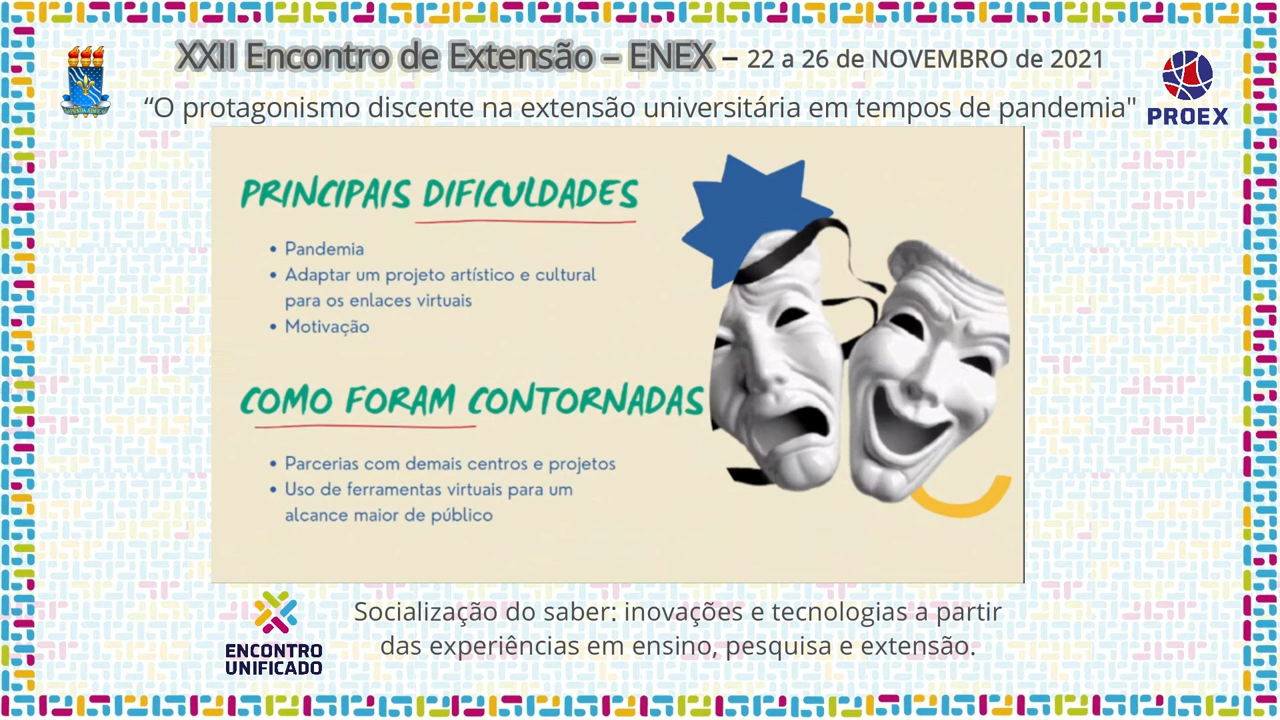 XXII Encontro de Extensão – ENEX – 22 a 26 de NOVEMBRO de 2021
“O protagonismo discente na extensão universitária em tempos de pandemia"
PROEX
PRINCIPAIS DIFICULDADES
• Pandemia
• Adaptar um projeto artístico e cultural
para os enlaces virtuais
• Motivação
COMO FORAM CONTORNADAS
• Parcerias com demais centros e projetos
• Uso de ferramentas virtuais para um
alcance maior de público
ENCONTRO
UNIFICADO
Socialização do saber: inovações e tecnologias a partir
das experiências em ensino, pesquisa e extensão.